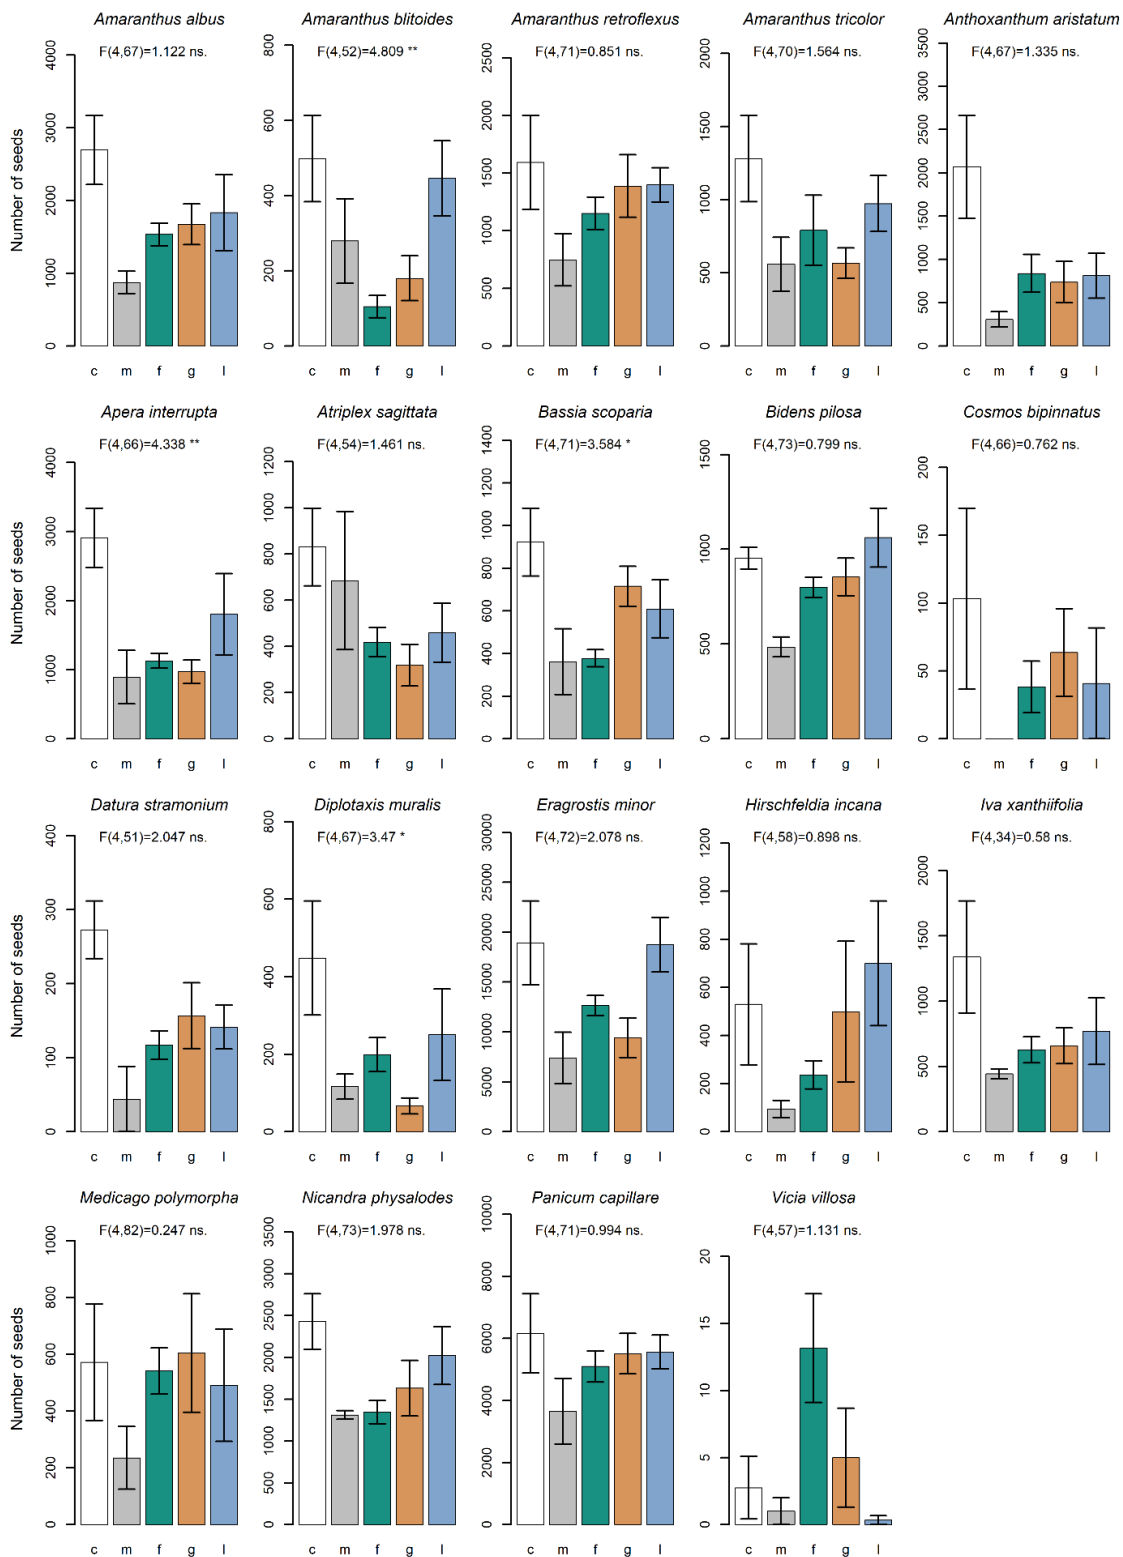 Amaranthus albus
Amaranthus blitoides
Amaranthus retroflexus
Amaranthus tricolor
Anthoxanthum aristatum
F(4,67)=1.122 ns.
F(4,52)=4.809 **
F(4,71)=0.851 ns.
F(4,70)=1.564 ns.
F(4,67)=1.335 ns.
Number of seeds
0 1000 2000 3000 4000
0 200 400 600 800
0 500 1000 1500 2000 2500
0 500 1000 1500 2000
0 500 1000 1500 2000 2500 3000 3500
c m f g l
c m f g l
c m f g l
c m f g l
c m f g l
Apera interrupta
Atriplex sagittata
Bassia scoparia
Bidens pilosa
Cosmos bipinnatus
F(4,66)=4.338 **
F(4,54)=1.461 ns.
F(4,71)=3.584 *
F(4,73)=0.799 ns.
F(4,66)=0.762 ns.
Number of seeds
0 1000 2000 3000 4000
0 200 400 600 800 1000 1200
0 200 400 600 800 1000 1200 1400
0 500 1000 1500
0 50 100 150 200
c m f g l
c m f g l
c m f g l
c m f g l
c m f g l
Datura stramonium
Diplotaxis muralis
Eragrostis minor
Hirschfeldia incana
Iva xanthiifolia
F(4,51)=2.047 ns.
F(4,67)=3.47 *
F(4,72)=2.078 ns.
F(4,58)=0.898 ns.
F(4,34)=0.58 ns.
Number of seeds
0 100 200 300 400
0 200 400 600 800
0 5000 10000 15000 20000 25000 30000
0 200 400 600 800 1000 1200
0 500 1000 1500 2000
c m f g l
c m f g l
c m f g l
c m f g l
c m f g l
Medicago polymorpha
Nicandra physalodes
Panicum capillare
Vicia villosa
F(4,82)=0.247 ns.
F(4,73)=1.978 ns.
F(4,71)=0.994 ns.
F(4,57)=1.131 ns.
Number of seeds
0 200 400 600 800 1000
0 500 1000 1500 2000 2500 3000 3500
0 2000 4000 6000 8000 10000
0 5 10 15 20
c m f g l
c m f g l
c m f g l
c m f g l